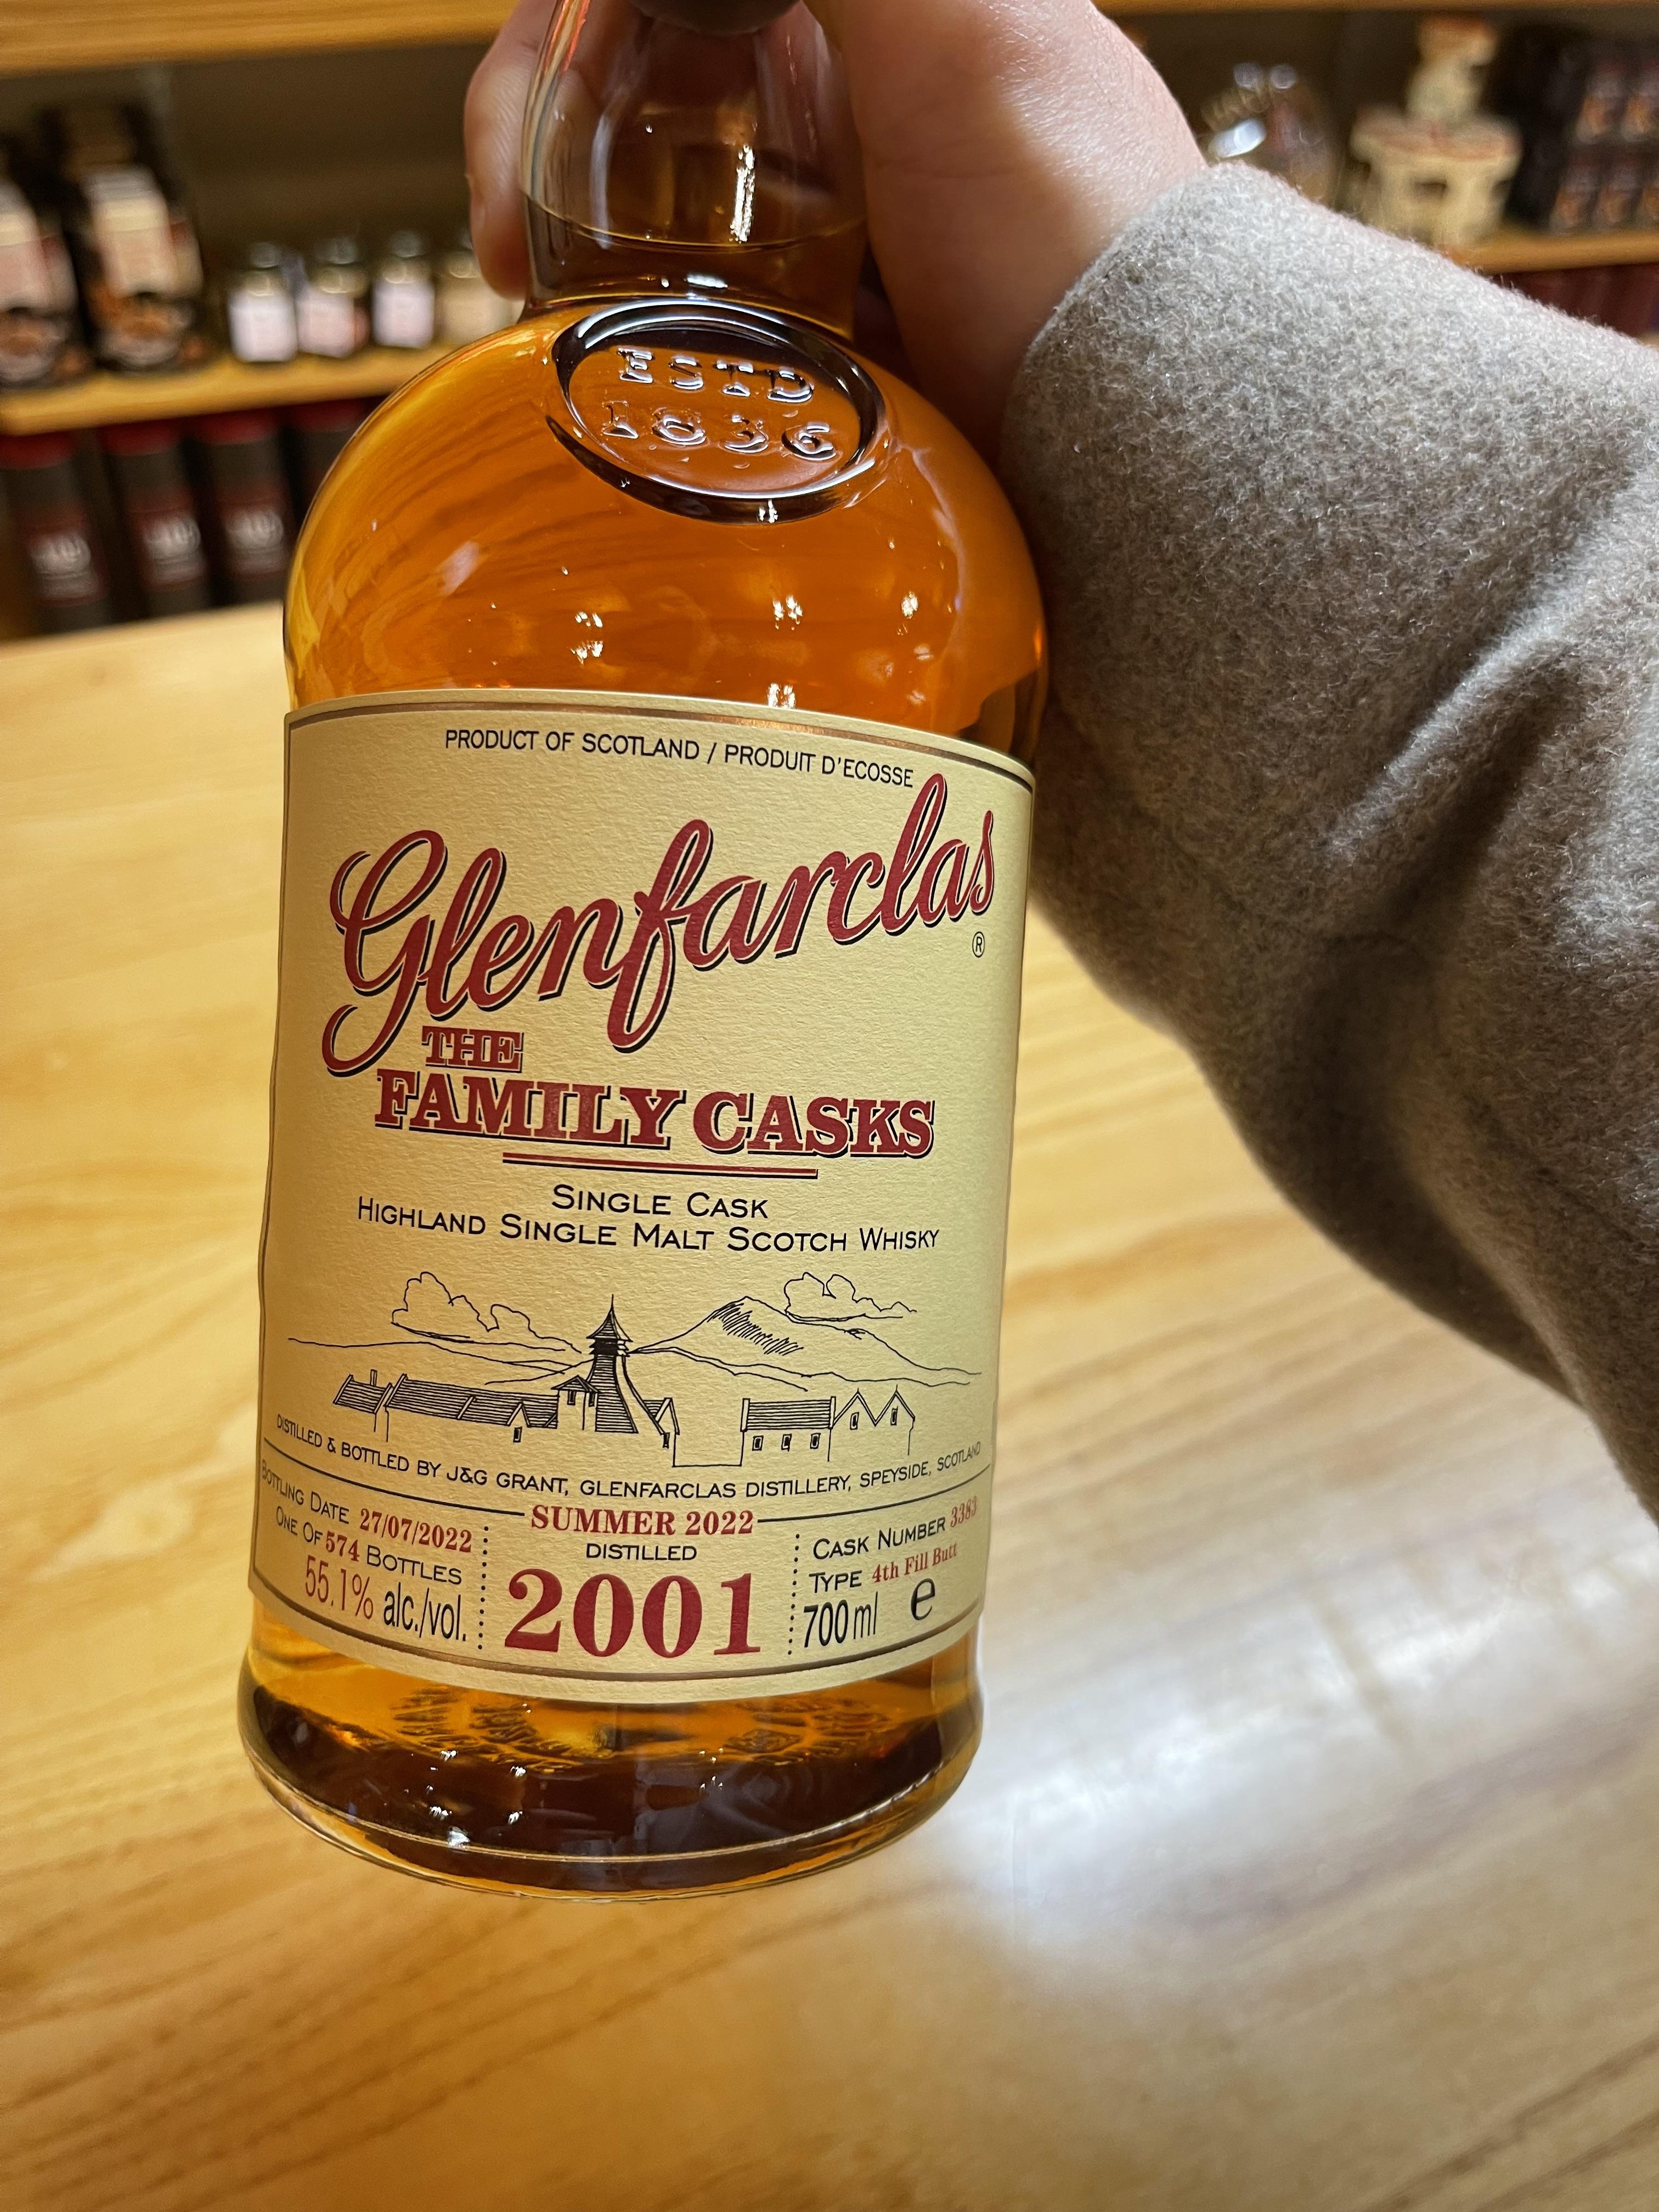 ESTD
1836
PRODUCT OF SCOTLAND / PRODUIT D'ECOSSE
Glenfarclas
®
THE
FAMILY CASKS
SINGLE CASK
HIGHLAND SINGLE MALT SCOTCH WHISKY
DISTILLED & BOTTLED BY J&G GRANT, GLENFARCLAS DISTILLERY, SPEYSIDE, SCOTLAND
BOTTLING DATE 27/07/2022
ONE OF 574 BOTTLES
55.1% alc./vol.
SUMMER 2022
DISTILLED
2001
CASK NUMBER 3383
TYPE 4th Fill Butt
700ml e